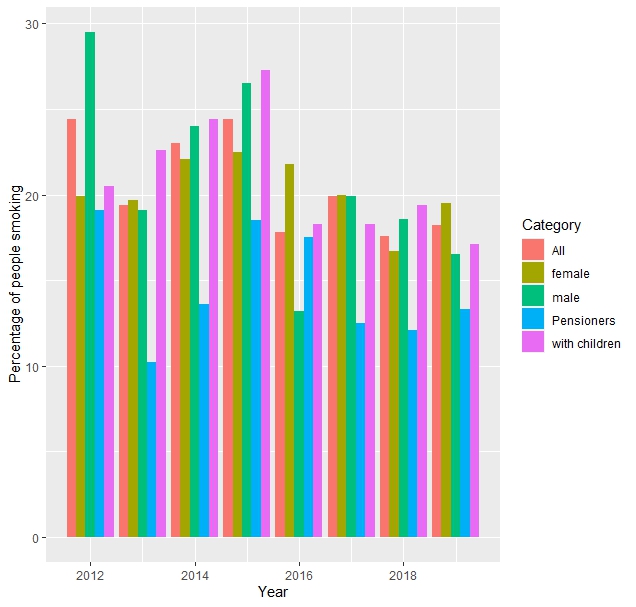 30
20
10
0
Percentage of people smoking
2012 2014 2016 2018
Year
Category
All
female
male
Pensioners
with children